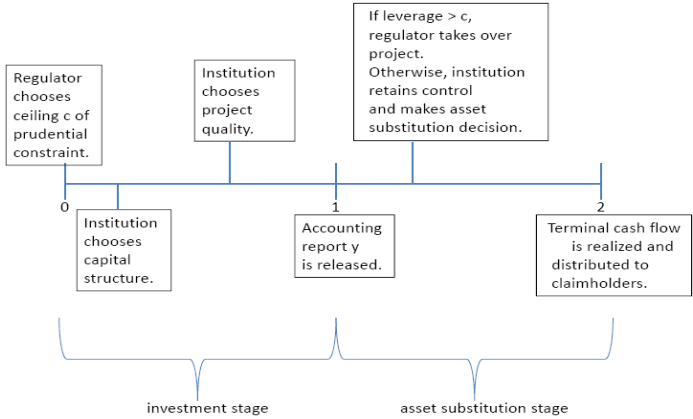 Regulator
chooses
ceiling c of
prudential
constraint.
Institution
chooses
project
quality.
If leverage > c,
regulator takes over
project.
Otherwise, institution
retains control
and makes asset
substitution decision.
0
1
2
Institution
chooses
capital
structure.
Accounting
report y
is released.
Terminal cash flow
is realized and
distributed to
claimholders.
investment stage
asset substitution stage